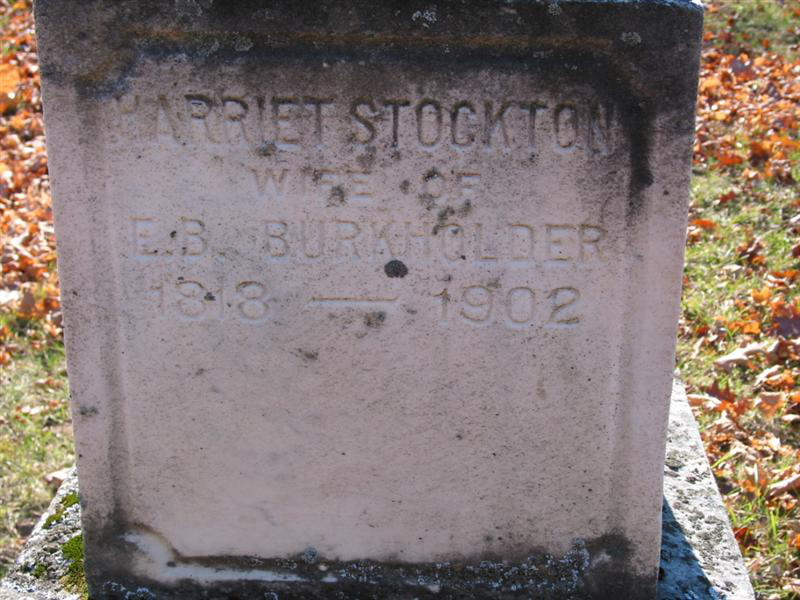 HARRIET STOCKTON
WIFE OF
E.B. BURKHOLDER
1818 — 1902